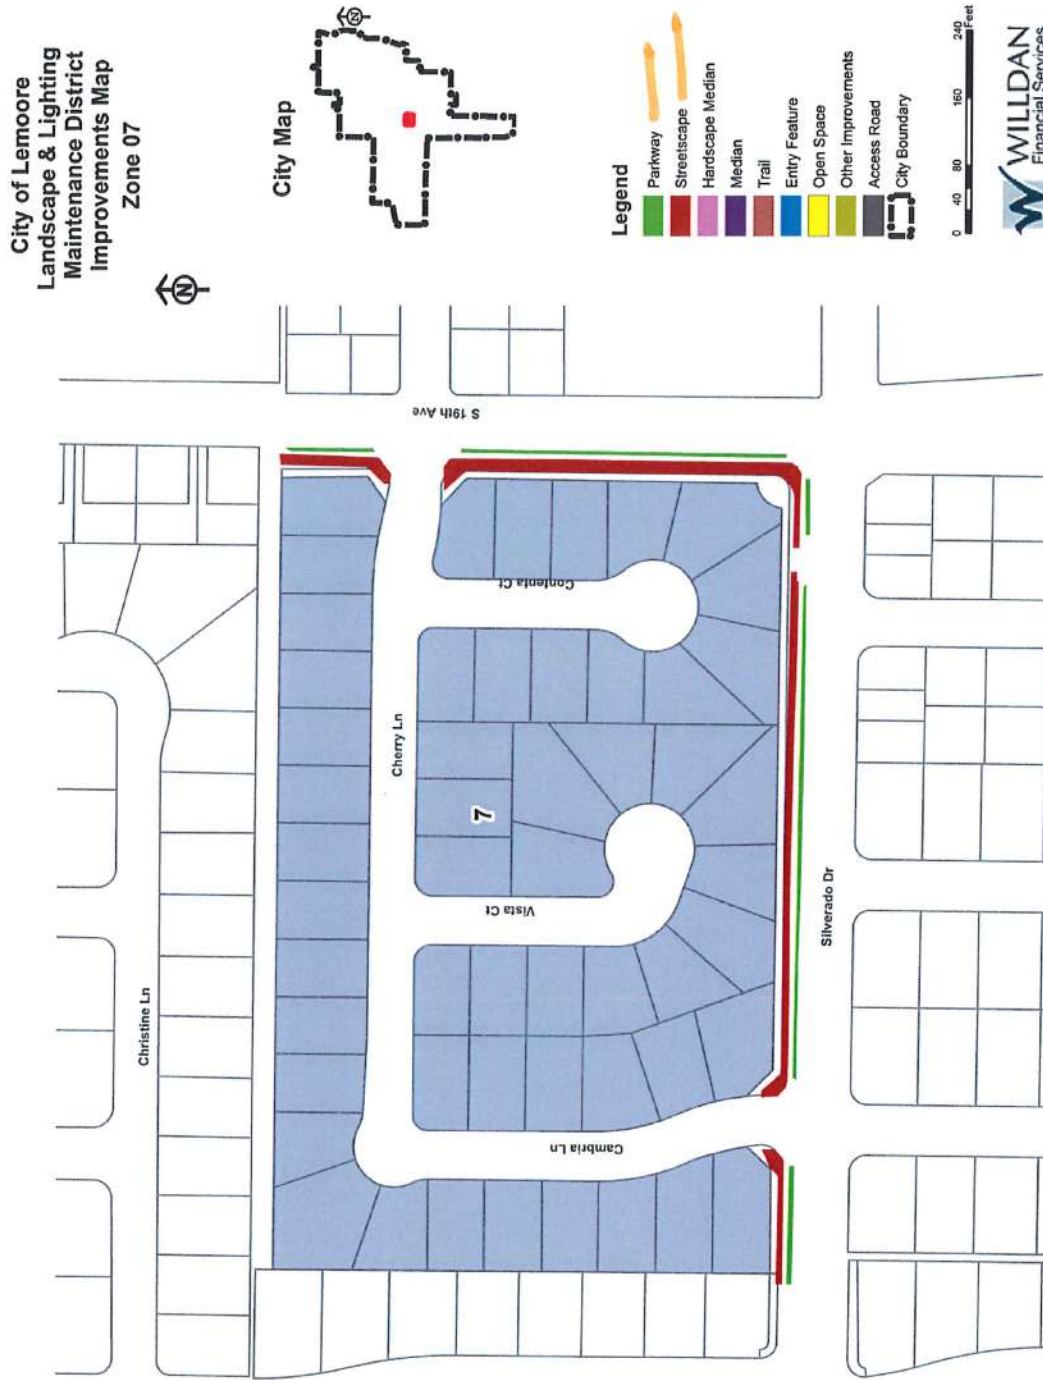 City of Lemoore
Landscape & Lighting
Maintenance District
Improvements Map
Zone 07
N
City Map
N
Legend
Parkway
Streetscape
Hardscape Median
Median
Trail
Entry Feature
Open Space
Other Improvements
Access Road
City Boundary
0 40 80 160 240
Feet
WILLDAN
Financial Services
Christine Ln
S 19th Ave
Cherry Ln
Contenta Ct
7
Vista Ct
Cambria Ln
Silverado Dr